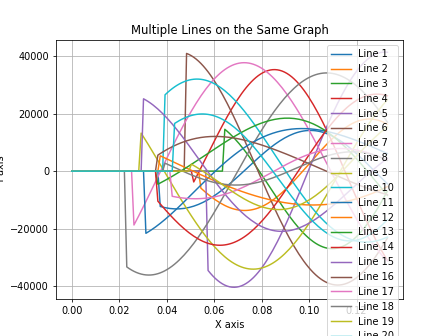 Multiple Lines on the Same Graph
40000
20000
0
−20000
−40000
0.00
0.02
0.04
0.06
0.08
0.10
X axis
Line 1
Line 2
Line 3
Line 4
Line 5
Line 6
Line 7
Line 8
Line 9
Line 10
Line 11
Line 12
Line 13
Line 14
Line 15
Line 16
Line 17
Line 18
Line 19
Line 20